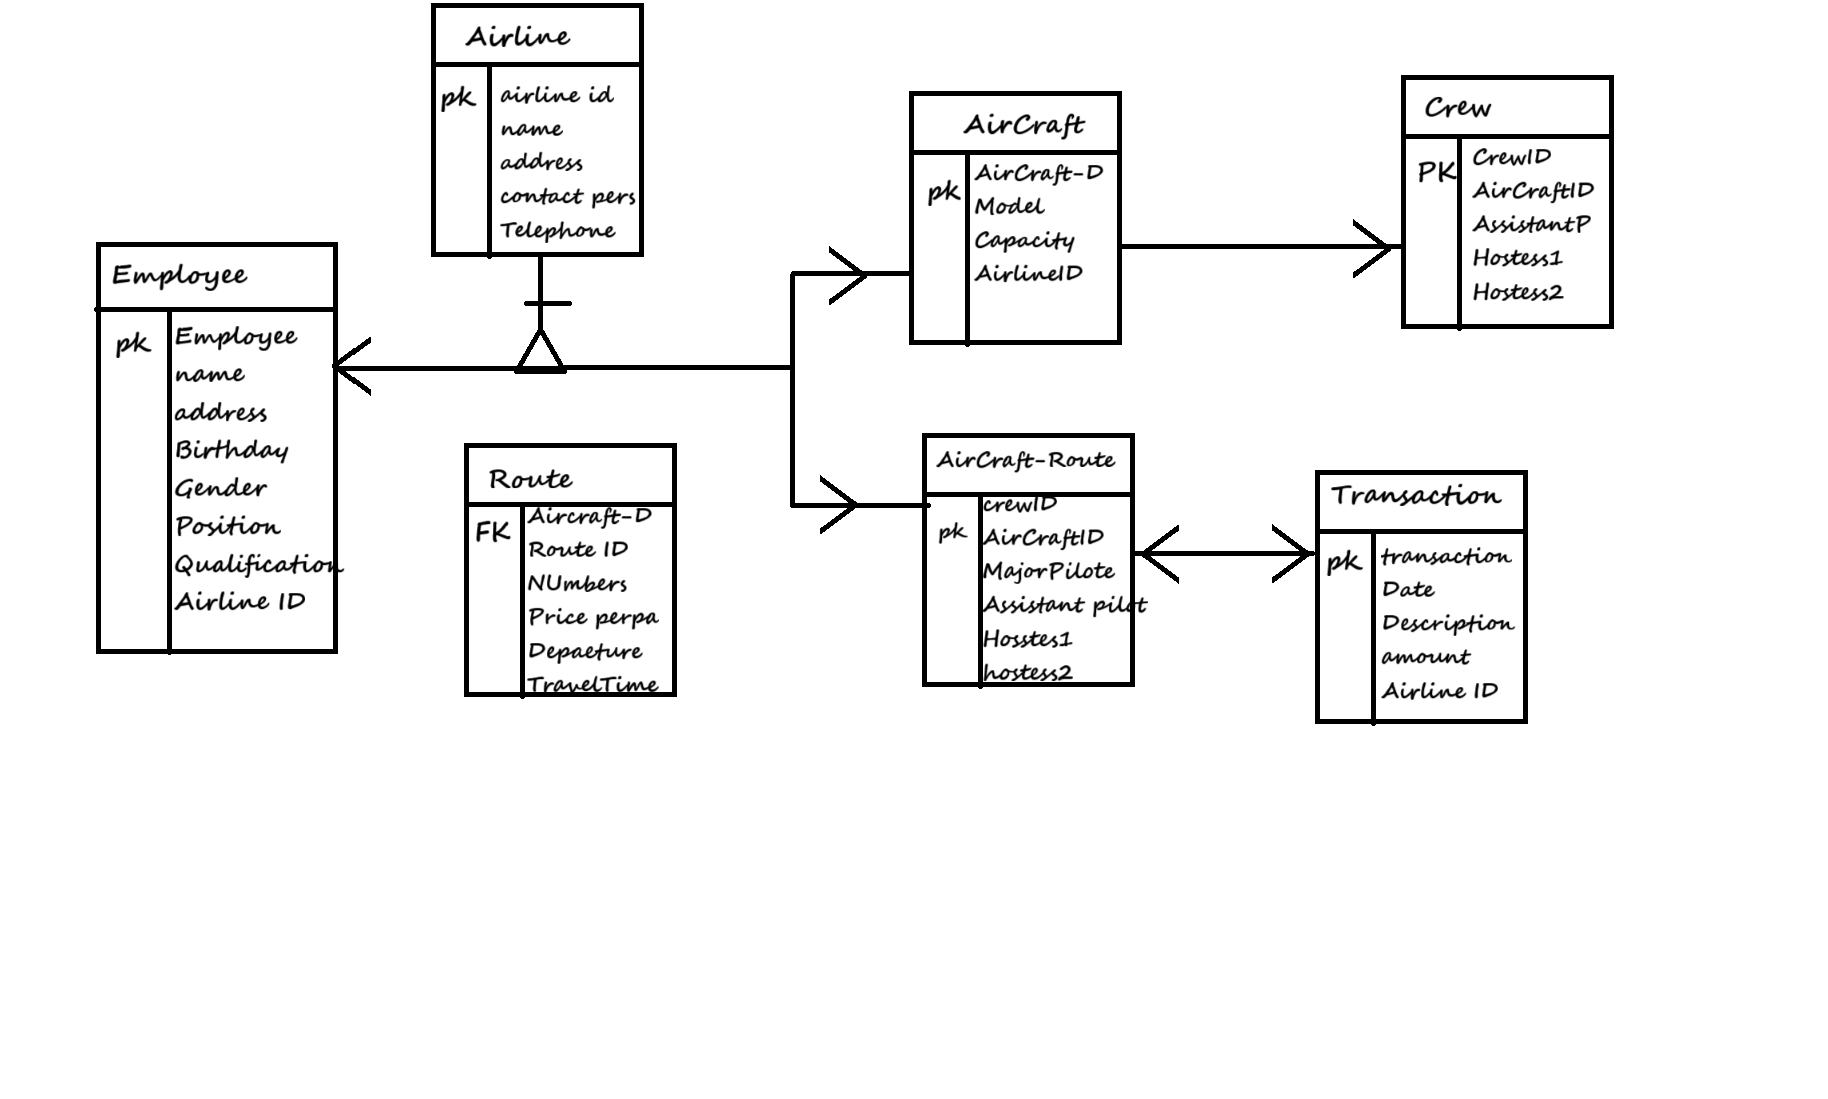 Airline
pk
airline id
name
address
contact pers
Telephone
AirCraft
pk
AirCraft-D
Model
Capacity
AirlineID
Crew
PK
CrewID
AirCraftID
AssistantP
Hostess1
Hostess2
Employee
pk
Employee
name
address
Birthday
Gender
Position
Qualification
Airline ID
Route
FK
Aircraft-D
Route ID
NUmbers
Price perpa
Depaeture
TravelTime
AirCraft-Route
pk
crewID
AirCraftID
MajorPilote
Assistant pilot
Hosstes1
hostess2
Transaction
pk
transaction
Date
Description
amount
Airline ID